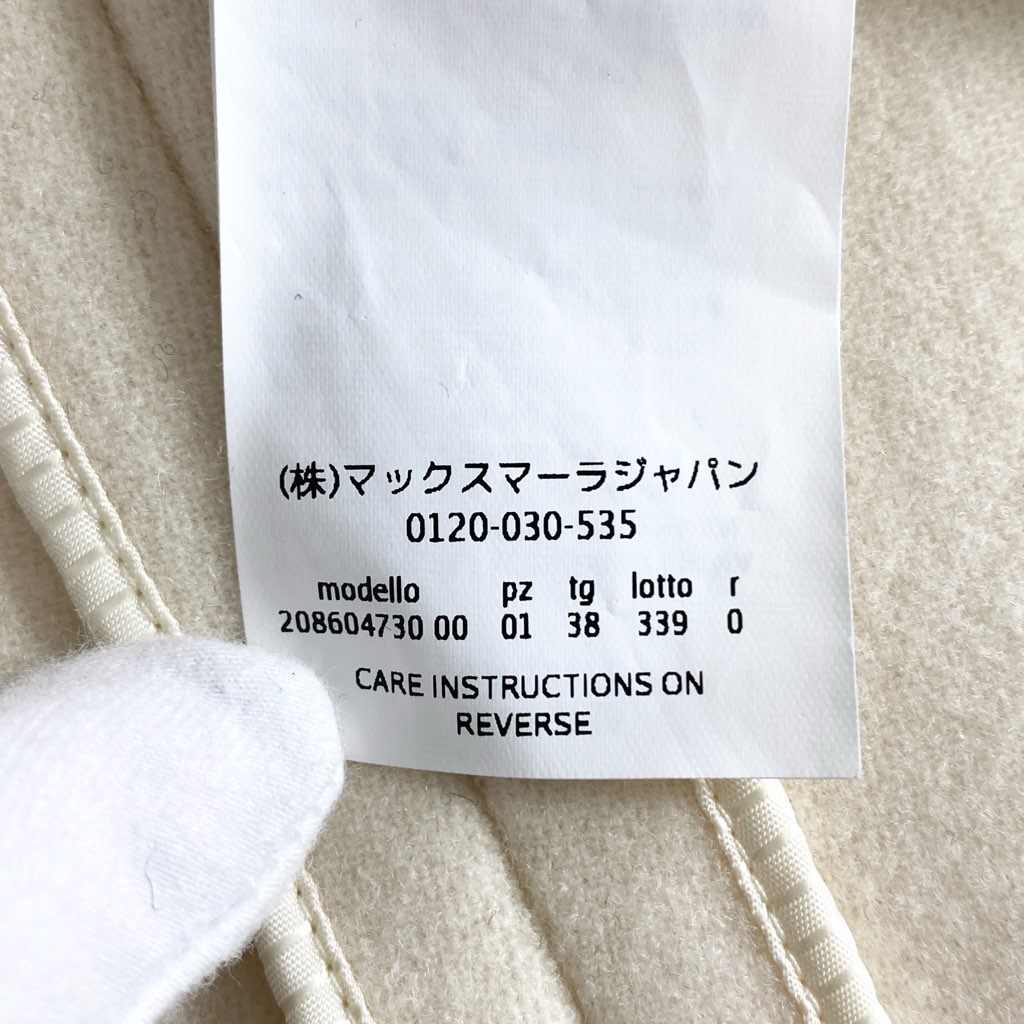 (株)マックスマーラジャパン
0120-030-535
modello pz tg lotto r
208604730 00 01 38 339 0
CARE INSTRUCTIONS ON
REVERSE